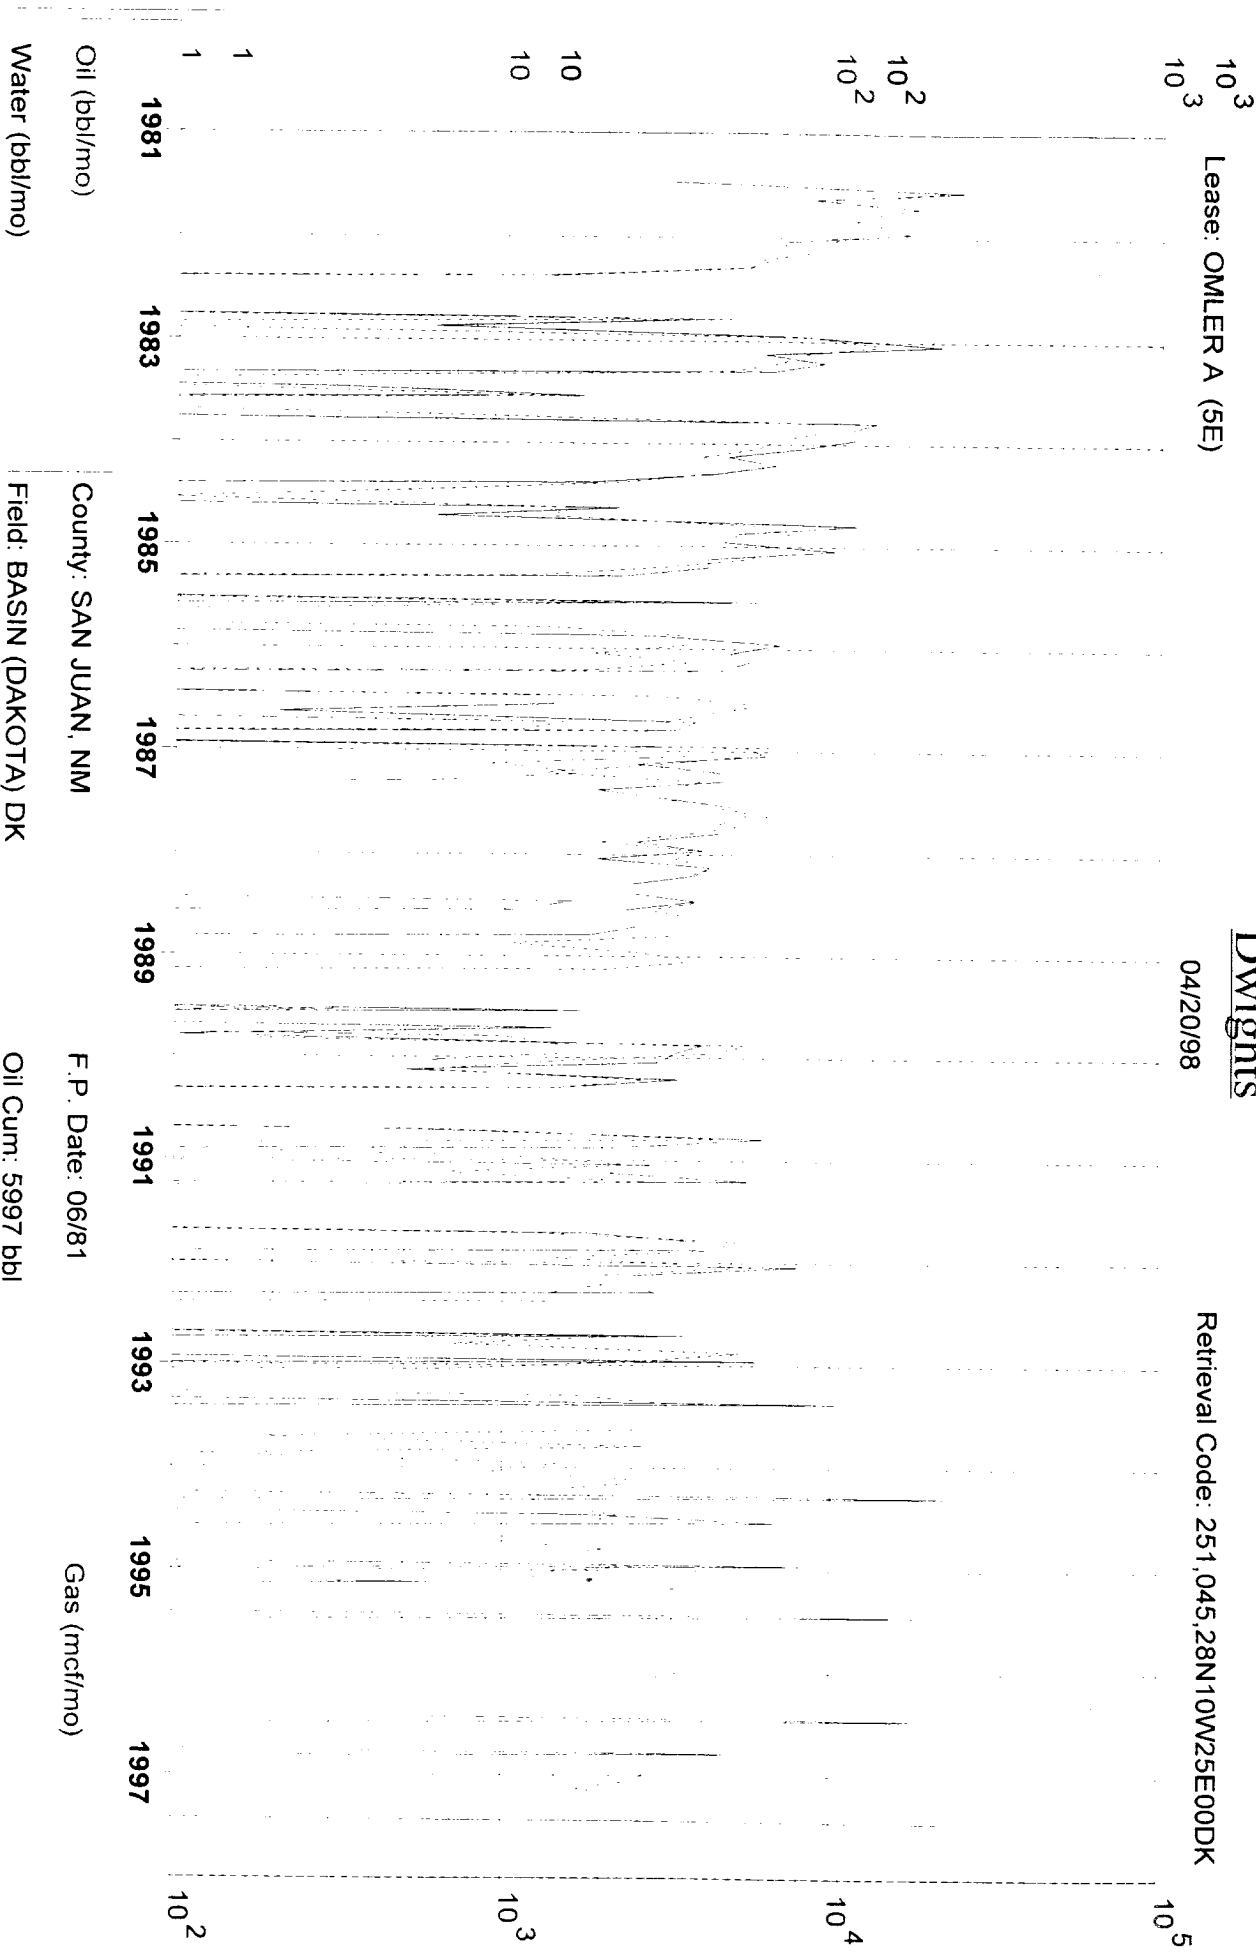 Dwights
Lease: OMLER A (5E)
04/20/98
Retrieval Code: 251,045,28N10W25E00DK
10^3
10^3
10^2
10^2
10
10
1
1
10^5
10^4
10^3
10^2
1981
1983
1985
1987
1989
1991
1993
1995
1997
Oil (bbl/mo)
County: SAN JUAN, NM
F.P. Date: 06/81
Gas (mcf/mo)
Water (bbl/mo)
Field: BASIN (DAKOTA) DK
Oil Cum: 5997 bbl